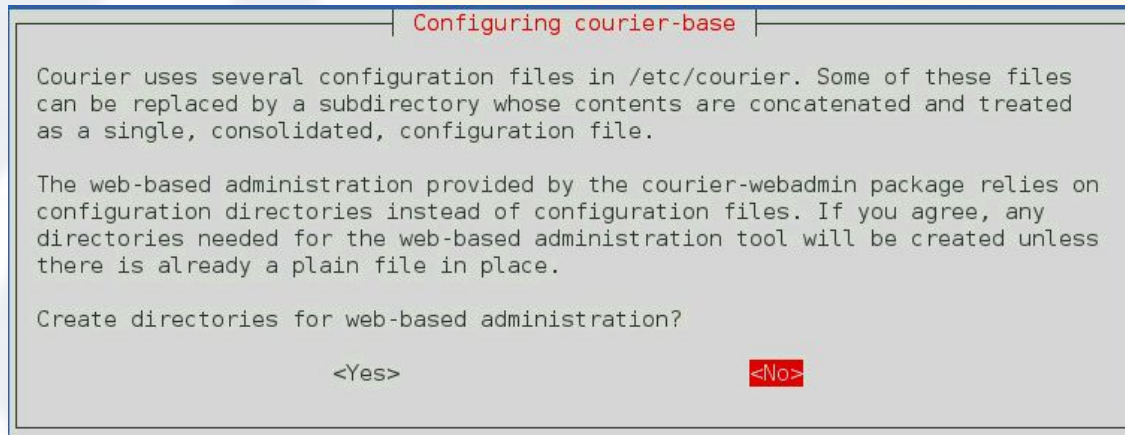 Configuring courier-base
Courier uses several configuration files in /etc/courier. Some of these files
can be replaced by a subdirectory whose contents are concatenated and treated
as a single, consolidated, configuration file.
The web-based administration provided by the courier-webadmin package relies on
configuration directories instead of configuration files. If you agree, any
directories needed for the web-based administration tool will be created unless
there is already a plain file in place.
Create directories for web-based administration?
<Yes> <No>